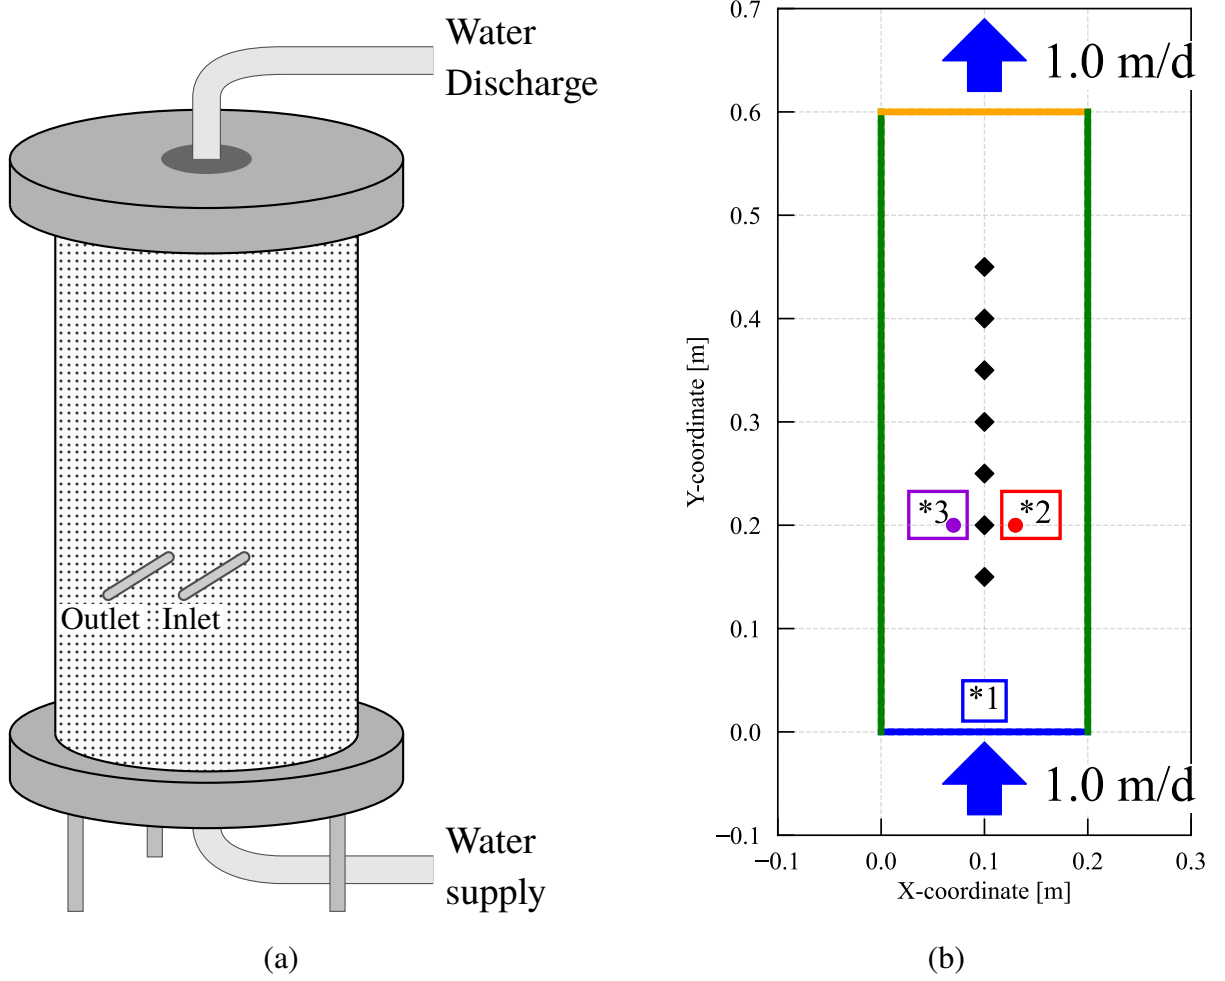 Water
Discharge
Outlet Inlet
Water
supply
(a)
0.7
0.6
0.5
0.4
0.3
0.2
0.1
0.0
−0.1
Y-coordinate [m]
1.0 m/d
*3
*2
*1
1.0 m/d
−0.1 0.0 0.1 0.2 0.3
X-coordinate [m]
(b)